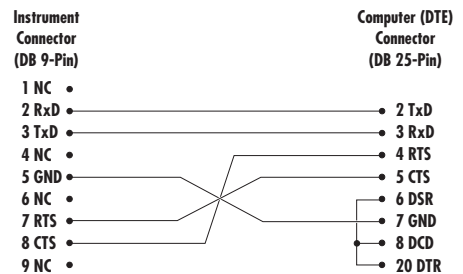 Instrument
Connector
(DB 9-Pin)
Computer (DTE)
Connector
(DB 25-Pin)
1 NC
2 RxD
2 TxD
3 TxD
3 RxD
4 NC
4 RTS
5 GND
5 CTS
6 NC
6 DSR
7 RTS
7 GND
8 CTS
8 DCD
9 NC
20 DTR